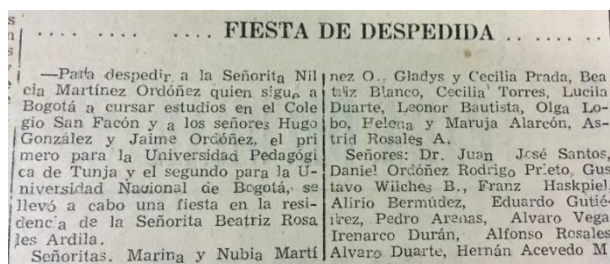 .... .... .... .... FIESTA DE DESPEDIDA .... .... ....
—Para despedir a la Señorita Nil
cia Martínez Ordóñez quien sigue a
Bogotá a cursar estudios en el Cole
gio San Facón y a los señores Hugo
González y Jaime Ordóñez, el pri
mero para la Universidad Pedagógi
ca de Tunja y el segundo para la U-
niversidad Nacional de Bogotá, se
llevó a cabo una fiesta en la resi
dencia de la Señorita Beatriz Rosa
les Ardila.
Señoritas. Marina y Nubia Martí
nez O., Gladys y Cecilia Prada, Bea
triz Blanco, Cecilia Torres, Lucila
Duarte, Leonor Bautista, Olga Lo-
bo, Helena y Maruja Alarcón, As-
trid Rosales A.
Señores: Dr. Juan José Santos,
Daniel Ordóñez Rodrigo Prieto, Gus
tavo Wilches B., Franz Haskpiel
Alirio Bermúdez, Eduardo Gutié-
rrez, Pedro Arenas, Alvaro Vega
Irenarco Durán, Alfonso Rosales
Alvaro Duarte, Hernán Acevedo M